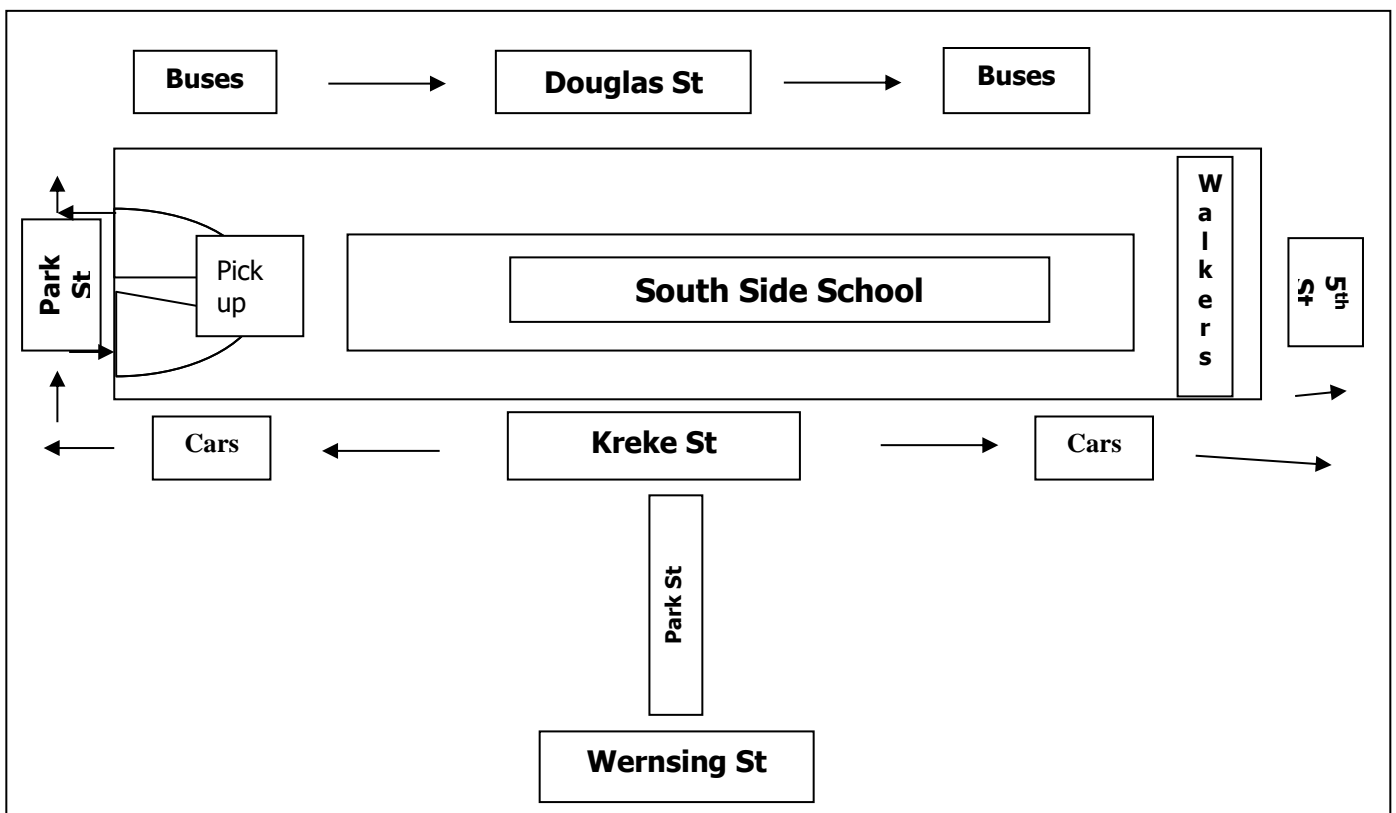 Buses
Douglas St
Buses
Park
St
Pick
up
South Side School
W
a
l
k
e
r
s
5th
St
Cars
Kreke St
Cars
Park St
Wernsing St